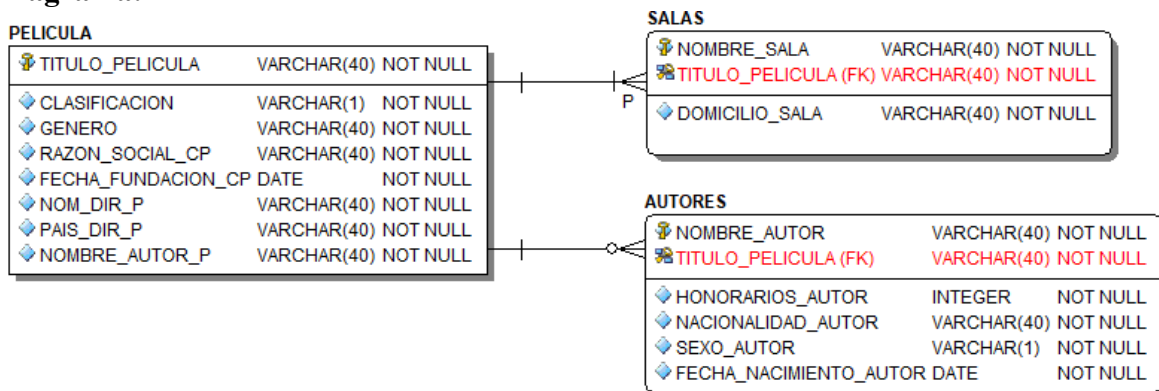 PELICULA
TITULO_PELICULA VARCHAR(40) NOT NULL
CLASIFICACION VARCHAR(1) NOT NULL
GENERO VARCHAR(40) NOT NULL
RAZON_SOCIAL_CP VARCHAR(40) NOT NULL
FECHA_FUNDACION_CP DATE NOT NULL
NOM_DIR_P VARCHAR(40) NOT NULL
PAIS_DIR_P VARCHAR(40) NOT NULL
NOMBRE_AUTOR_P VARCHAR(40) NOT NULL
P
SALAS
NOMBRE_SALA VARCHAR(40) NOT NULL
TITULO_PELICULA (FK) VARCHAR(40) NOT NULL
DOMICILIO_SALA VARCHAR(40) NOT NULL
AUTORES
NOMBRE_AUTOR VARCHAR(40) NOT NULL
TITULO_PELICULA (FK) VARCHAR(40) NOT NULL
HONORARIOS_AUTOR INTEGER NOT NULL
NACIONALIDAD_AUTOR VARCHAR(40) NOT NULL
SEXO_AUTOR VARCHAR(1) NOT NULL
FECHA_NACIMIENTO_AUTOR DATE NOT NULL